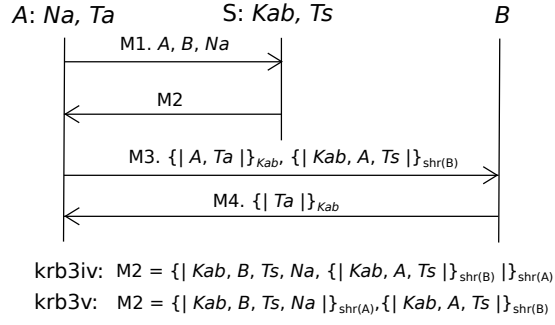 A: Na, Ta S: Kab, Ts B
M1. A, B, Na
M2
M3. {| A, Ta |}Kab, {| Kab, A, Ts |}shr(B)
M4. {| Ta |}Kab
krb3iv: M2 = {| Kab, B, Ts, Na, {| Kab, A, Ts |}shr(B) |}shr(A)
krb3v: M2 = {| Kab, B, Ts, Na |}shr(A),{| Kab, A, Ts |}shr(B)